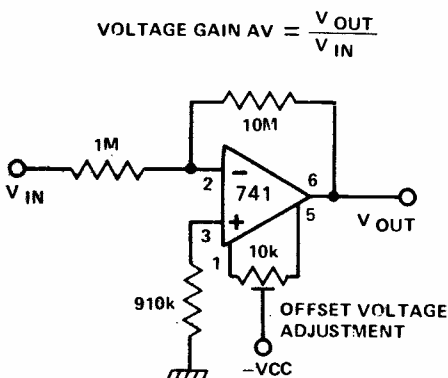 VOLTAGE GAIN AV = V OUT
V IN
10M
1M
V IN
2
−
741
6
+
3
5
V OUT
1
10k
910k
OFFSET VOLTAGE
ADJUSTMENT
−VCC